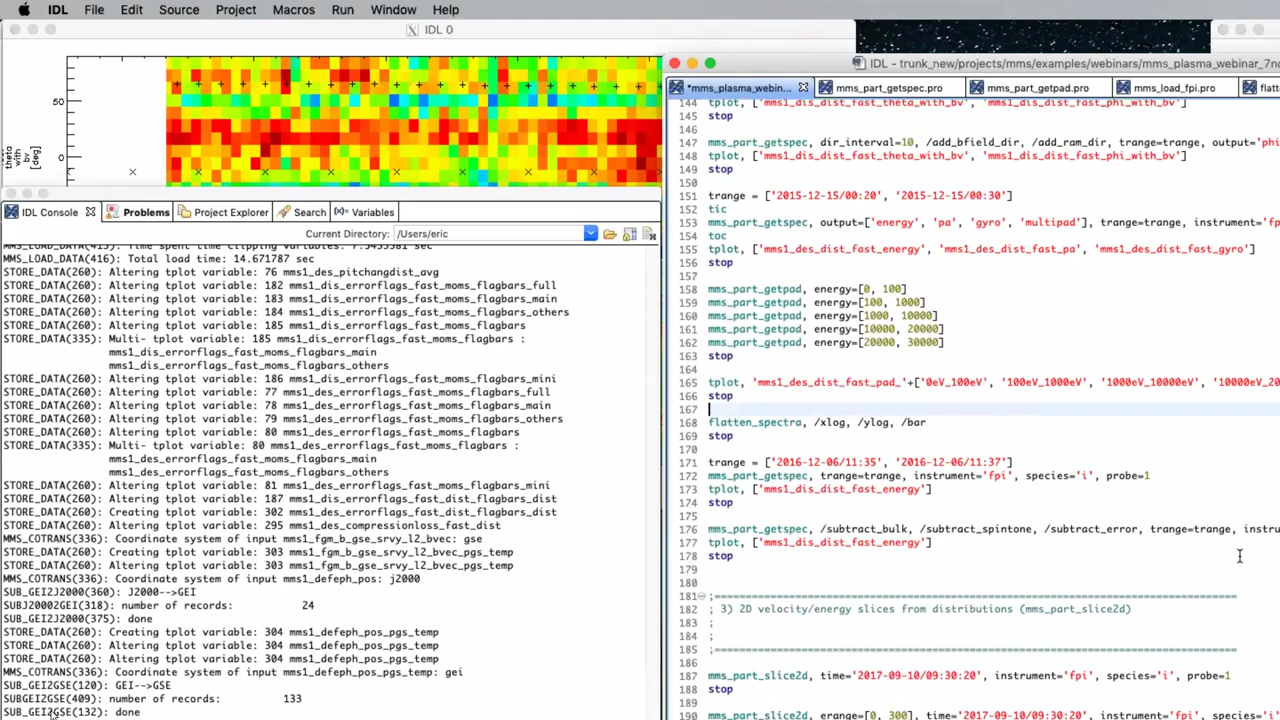 IDL File Edit Source Project Macros Run Window Help
IDL 0
50
0
theta
with
bv
[deg]
IDL - trunk_new/projects/mms/examples/webinars/mms_plasma_webinar_7no
*mms_plasma_webin... mms_part_getspec.pro mms_part_getpad.pro mms_load_fpi.pro flatt
IDL Console Problems Project Explorer Search Variables
Current Directory: /Users/eric
MMS_LOAD_DATA(415): Time spent time clipping variables: 7.5453581 sec
MMS_LOAD_DATA(416): Total load time: 14.671787 sec
STORE_DATA(260): Altering tplot variable: 76 mms1_des_pitchangdist_avg
STORE_DATA(260): Altering tplot variable: 182 mms1_dis_errorflags_fast_moms_flagbars_full
STORE_DATA(260): Altering tplot variable: 183 mms1_dis_errorflags_fast_moms_flagbars_main
STORE_DATA(260): Altering tplot variable: 184 mms1_dis_errorflags_fast_moms_flagbars_others
STORE_DATA(260): Altering tplot variable: 185 mms1_dis_errorflags_fast_moms_flagbars
STORE_DATA(335): Multi- tplot variable: 185 mms1_dis_errorflags_fast_moms_flagbars :
mms1_dis_errorflags_fast_moms_flagbars_main
mms1_dis_errorflags_fast_moms_flagbars_others
STORE_DATA(260): Altering tplot variable: 186 mms1_dis_errorflags_fast_moms_flagbars_mini
STORE_DATA(260): Altering tplot variable: 77 mms1_des_errorflags_fast_moms_flagbars_full
STORE_DATA(260): Altering tplot variable: 78 mms1_des_errorflags_fast_moms_flagbars_main
STORE_DATA(260): Altering tplot variable: 79 mms1_des_errorflags_fast_moms_flagbars_others
STORE_DATA(260): Altering tplot variable: 80 mms1_des_errorflags_fast_moms_flagbars
STORE_DATA(335): Multi- tplot variable: 80 mms1_des_errorflags_fast_moms_flagbars :
mms1_des_errorflags_fast_moms_flagbars_main
mms1_des_errorflags_fast_moms_flagbars_others
STORE_DATA(260): Altering tplot variable: 81 mms1_des_errorflags_fast_moms_flagbars_mini
STORE_DATA(260): Altering tplot variable: 187 mms1_dis_errorflags_fast_dist_flagbars_dist
STORE_DATA(260): Creating tplot variable: 302 mms1_des_errorflags_fast_dist_flagbars_dist
STORE_DATA(260): Altering tplot variable: 295 mms1_des_compressionloss_fast_dist
MMS_COTRANS(336): Coordinate system of input mms1_fgm_b_gse_srvy_l2_bvec: gse
STORE_DATA(260): Creating tplot variable: 303 mms1_fgm_b_gse_srvy_l2_bvec_pgs_temp
STORE_DATA(260): Altering tplot variable: 303 mms1_fgm_b_gse_srvy_l2_bvec_pgs_temp
MMS_COTRANS(336): Coordinate system of input mms1_defeph_pos: j2000
SUB_GEI2J2000(360): J2000-->GEI
SUBJ20002GEI(318): number of records: 24
SUB_GEI2J2000(375): done
STORE_DATA(260): Creating tplot variable: 304 mms1_defeph_pos_pgs_temp
STORE_DATA(260): Altering tplot variable: 304 mms1_defeph_pos_pgs_temp
STORE_DATA(260): Altering tplot variable: 304 mms1_defeph_pos_pgs_temp
MMS_COTRANS(336): Coordinate system of input mms1_defeph_pos_pgs_temp: gei
SUB_GEI2GSE(120): GEI-->GSE
SUBGEI2GSE(409): number of records: 133
SUB_GEI2GSE(132): done
144 tplot, ['mms1_des_dist_fast_theta_with_bv', 'mms1_des_dist_fast_phi_with_bv']
145 stop
146
147 mms_part_getspec, dir_interval=10, /add_bfield_dir, /add_ram_dir, trange=trange, output='phi
148 tplot, ['mms1_des_dist_fast_theta_with_bv', 'mms1_des_dist_fast_phi_with_bv']
149 stop
150
151 trange = ['2015-12-15/00:20', '2015-12-15/00:30']
152 tic
153 mms_part_getspec, output=['energy', 'pa', 'gyro', 'multipad'], trange=trange, instrument='fp
154 toc
155 tplot, ['mms1_des_dist_fast_energy', 'mms1_des_dist_fast_pa', 'mms1_des_dist_fast_gyro']
156 stop
157
158 mms_part_getpad, energy=[0, 100]
159 mms_part_getpad, energy=[100, 1000]
160 mms_part_getpad, energy=[1000, 10000]
161 mms_part_getpad, energy=[10000, 20000]
162 mms_part_getpad, energy=[20000, 30000]
163 stop
164
165 tplot, 'mms1_des_dist_fast_pad_'+['0eV_100eV', '100eV_1000eV', '1000eV_10000eV', '10000eV_20
166 stop
167
168 flatten_spectra, /xlog, /ylog, /bar
169 stop
170
171 trange = ['2016-12-06/11:35', '2016-12-06/11:37']
172 mms_part_getspec, trange=trange, instrument='fpi', species='i', probe=1
173 tplot, ['mms1_dis_dist_fast_energy']
174 stop
175
176 mms_part_getspec, /subtract_bulk, /subtract_spintone, /subtract_error, trange=trange, instru
177 tplot, ['mms1_dis_dist_fast_energy']
178 stop
179
180
181 ;===========================================================================
182 ; 3) 2D velocity/energy slices from distributions (mms_part_slice2d)
183 ;
184 ;
185 ;===========================================================================
186
187 mms_part_slice2d, time='2017-09-10/09:30:20', instrument='fpi', species='i', probe=1
188 stop
189
190 mms_part_slice2d, erange=[0, 300], time='2017-09-10/09:30:20', instrument='fpi', species='i'